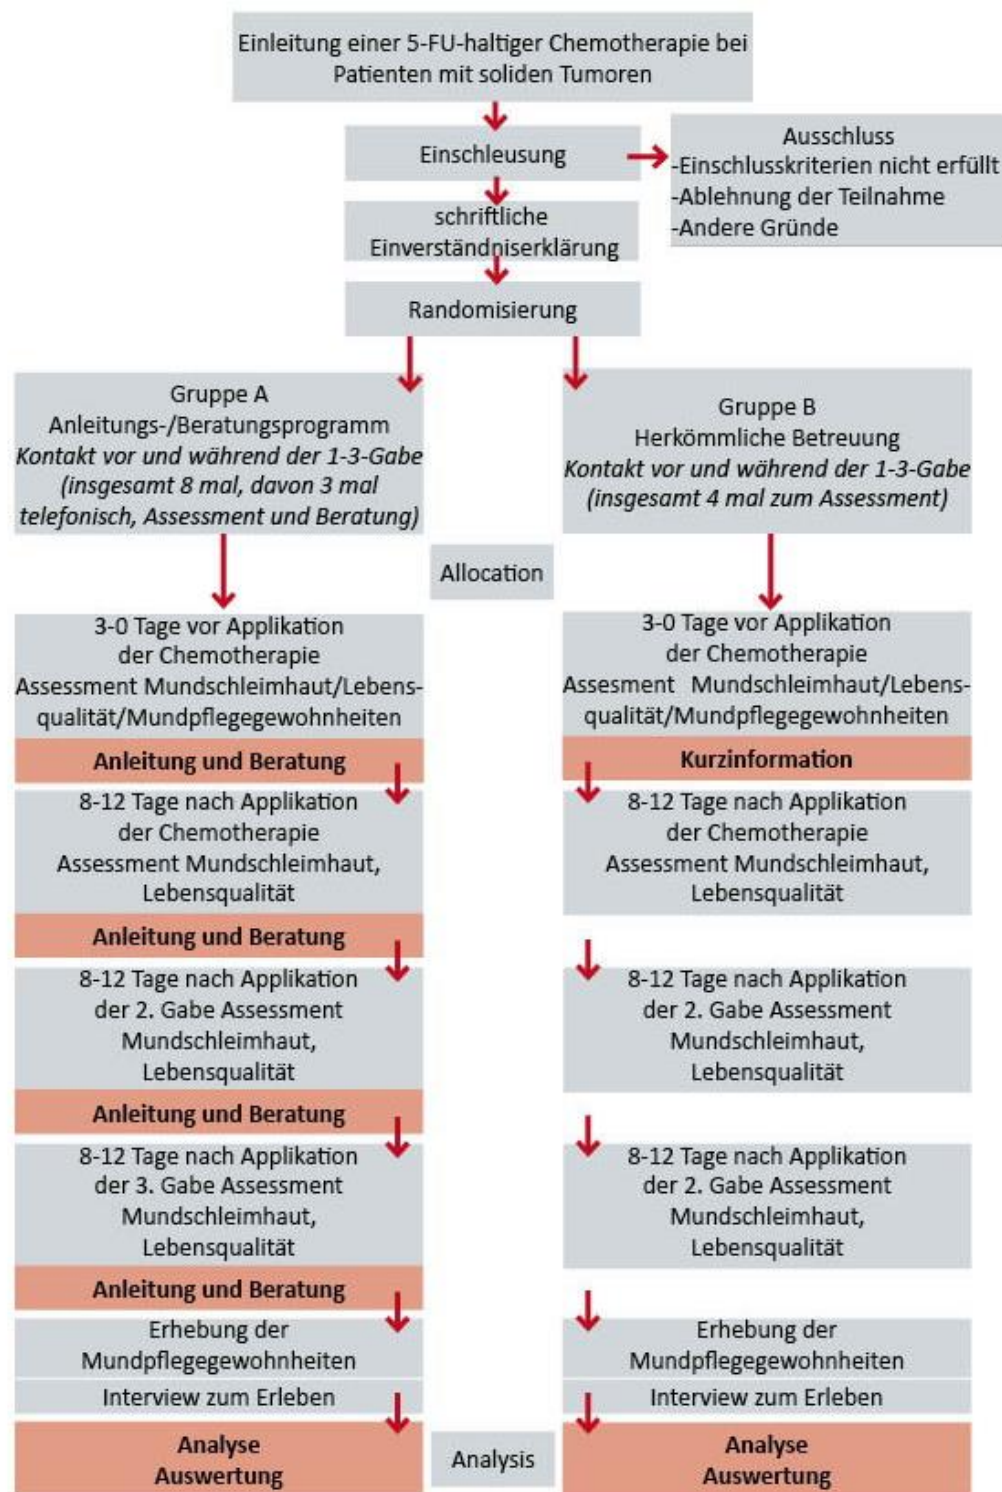 Einleitung einer 5-FU-haltiger Chemotherapie bei
Patienten mit soliden Tumoren
Einschleusung
Ausschluss
-Einschlusskriterien nicht erfüllt
-Ablehnung der Teilnahme
-Andere Gründe
schriftliche
Einverständniserklärung
Randomisierung
Gruppe A
Anleitungs-/Beratungsprogramm
Kontakt vor und während der 1-3-Gabe
(insgesamt 8 mal, davon 3 mal
telefonisch, Assessment und Beratung)
Gruppe B
Herkömmliche Betreuung
Kontakt vor und während der 1-3-Gabe
(insgesamt 4 mal zum Assessment)
Allocation
3-0 Tage vor Applikation
der Chemotherapie
Assessment Mundschleimhaut/Lebens-
qualität/Mundpflegegewohnheiten
Anleitung und Beratung
8-12 Tage nach Applikation
der Chemotherapie
Assessment Mundschleimhaut,
Lebensqualität
Anleitung und Beratung
8-12 Tage nach Applikation
der 2. Gabe Assessment
Mundschleimhaut,
Lebensqualität
Anleitung und Beratung
8-12 Tage nach Applikation
der 3. Gabe Assessment
Mundschleimhaut,
Lebensqualität
Anleitung und Beratung
Erhebung der
Mundpflegegewohnheiten
Interview zum Erleben
Analyse
Auswertung
3-0 Tage vor Applikation
der Chemotherapie
Assesment Mundschleimhaut/Lebens-
qualität/Mundpflegegewohnheiten
Kurzinformation
8-12 Tage nach Applikation
der Chemotherapie
Assessment Mundschleimhaut,
Lebensqualität
8-12 Tage nach Applikation
der 2. Gabe Assessment
Mundschleimhaut,
Lebensqualität
8-12 Tage nach Applikation
der 2. Gabe Assessment
Mundschleimhaut,
Lebensqualität
Erhebung der
Mundpflegegewohnheiten
Interview zum Erleben
Analyse
Auswertung
Analysis